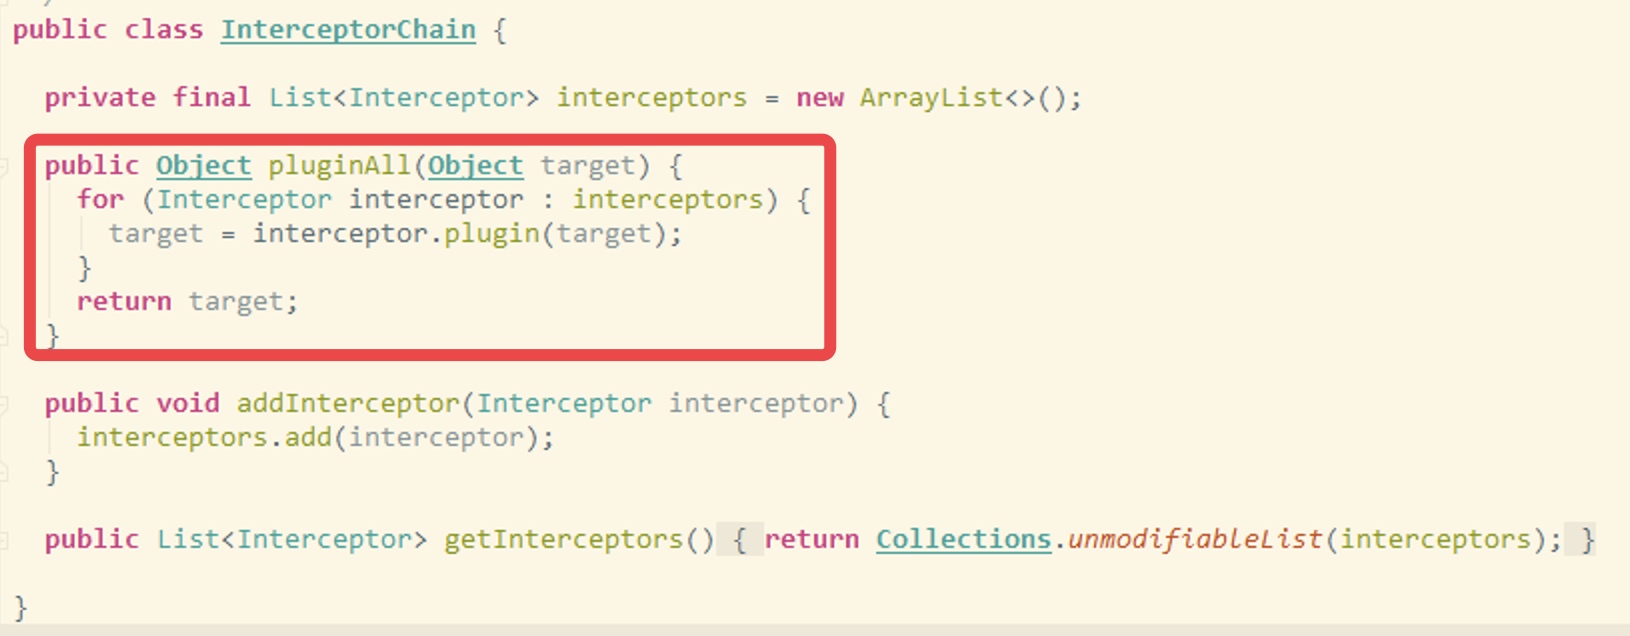 public class InterceptorChain {
private final List<Interceptor> interceptors = new ArrayList<>();
public Object pluginAll(Object target) {
for (Interceptor interceptor : interceptors) {
target = interceptor.plugin(target);
}
return target;
}
public void addInterceptor(Interceptor interceptor) {
interceptors.add(interceptor);
}
public List<Interceptor> getInterceptors() { return Collections.unmodifiableList(interceptors); }
}